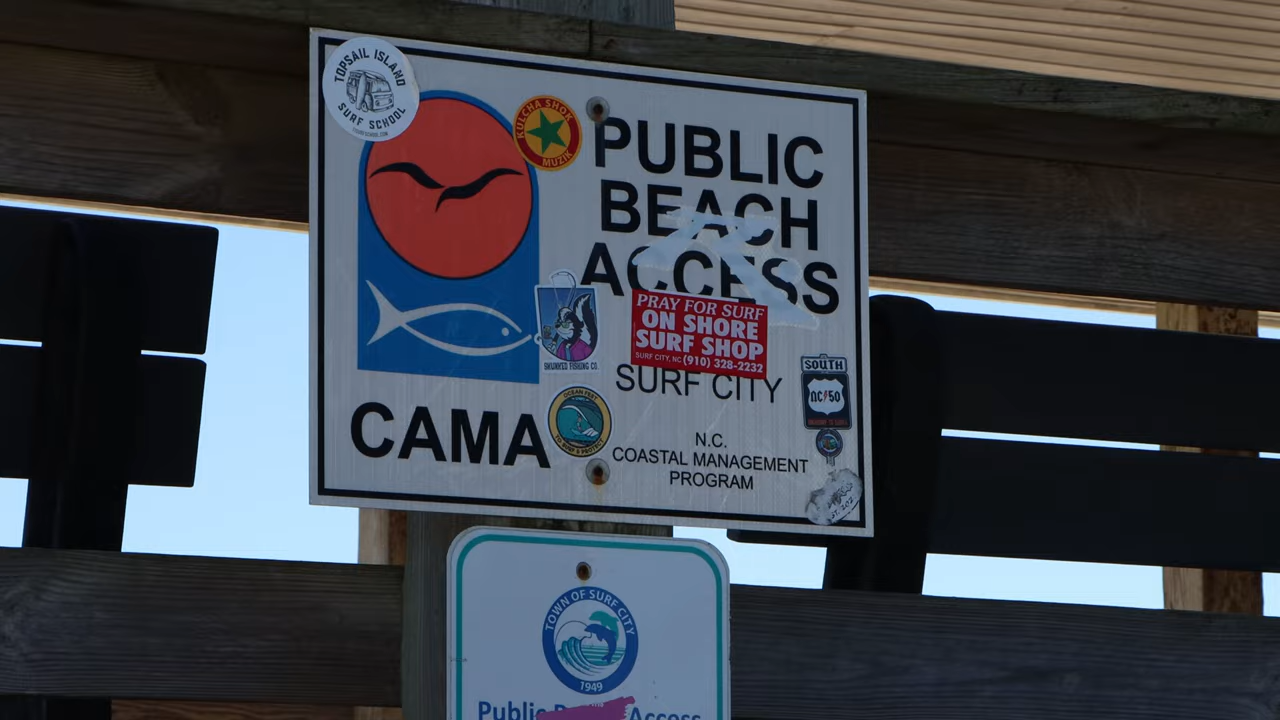 TOPSAIL ISLAND
SURF SCHOOL
KULCHA SHOK
MUZIK
PUBLIC
BEACH
ACCESS
PRAY FOR SURF
ON SHORE
SURF SHOP
SURF CITY, NC (910) 328-2232
SURF CITY
SKUNKED FISHING CO.
SOUTH
NC 50
CAMA
OCEAN FEST
N.C.
COASTAL MANAGEMENT
PROGRAM
TOWN OF SURF CITY
1949
Public Access